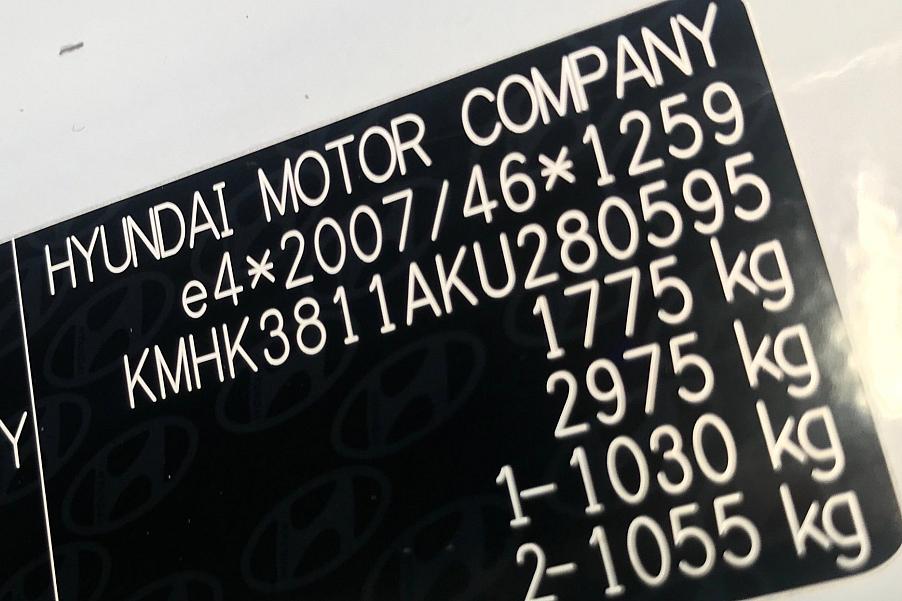 HYUNDAI MOTOR COMPANY
e4*2007/46*1259
KMHK3811AKU280595
1775 kg
2975 kg
Y
1-1030 kg
2-1055 kg